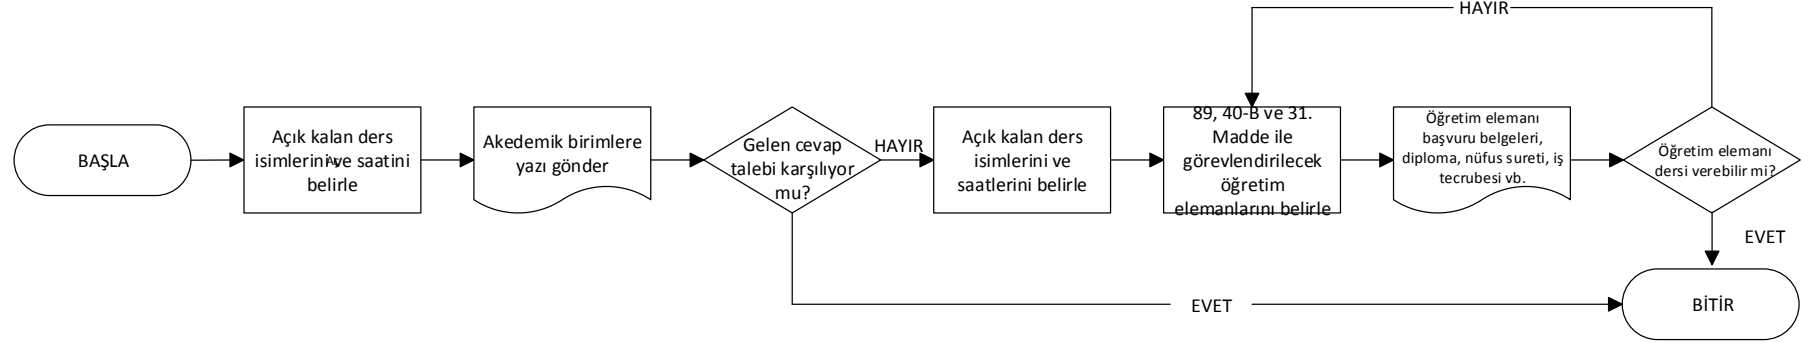 BAŞLA
Açık kalan ders
isimlerini ve saatini
belirle
Akedemik birimlere
yazı gönder
Gelen cevap
talebi karşılıyor
mu?
HAYIR
Açık kalan ders
isimlerini ve
saatlerini belirle
89, 40-B ve 31.
Madde ile
görevlendirilecek
öğretim
elemanlarını belirle
Öğretim elemanı
başvuru belgeleri,
diploma, nüfus sureti, iş
tecrubesi vb.
HAYIR
Öğretim elemanı
dersi verebilir mi?
EVET
EVET
BİTİR